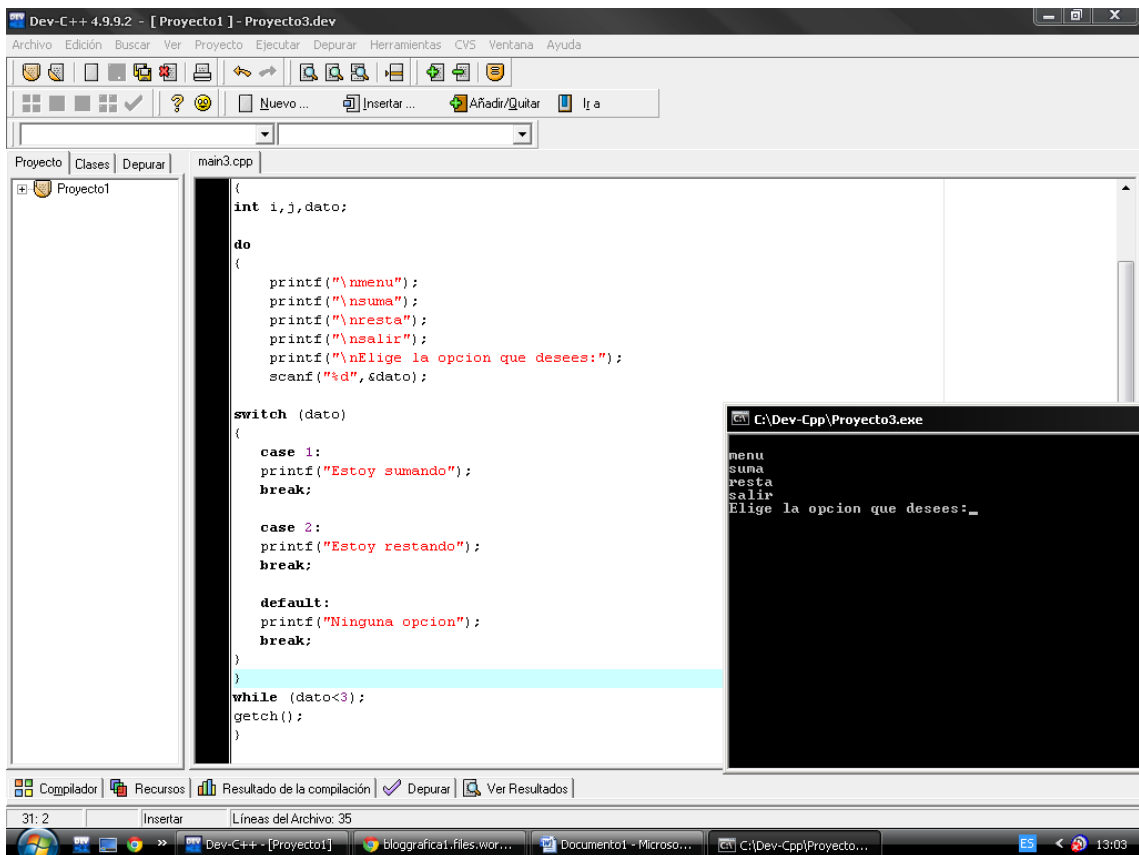 Dev-C++ 4.9.9.2 - [ Proyecto1 ] - Proyecto3.dev
Archivo Edición Buscar Ver Proyecto Ejecutar Depurar Herramientas CVS Ventana Ayuda
Nuevo ... Insertar ... Añadir/Quitar Ir a
Proyecto Clases Depurar main3.cpp
Proyecto1
{
int i,j,dato;
do
{
printf("\nmenu");
printf("\nsuma");
printf("\nresta");
printf("\nsalir");
printf("\nElige la opcion que desees:");
scanf("%d",&dato);
switch (dato)
{
case 1:
printf("Estoy sumando");
break;
case 2:
printf("Estoy restando");
break;
default:
printf("Ninguna opcion");
break;
}
}
while (dato<3);
getch();
}
C:\Dev-Cpp\Proyecto3.exe
menu
suma
resta
salir
Elige la opcion que desees:_
Compilador Recursos Resultado de la compilación Depurar Ver Resultados
31: 2 Insertar Líneas del Archivo: 35
» Dev-C++ - [Proyecto1] bloggrafica1.files.wor... Documento1 - Microso... C:\Dev-Cpp\Proyecto... ES < 13:03